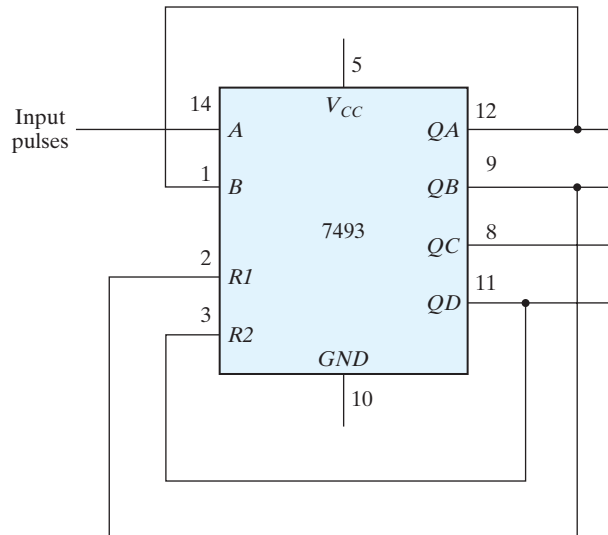 5
14
V_CC
12
Input
pulses
A
QA
9
1
B
QB
7493
8
2
QC
R1
11
3
QD
R2
GND
10